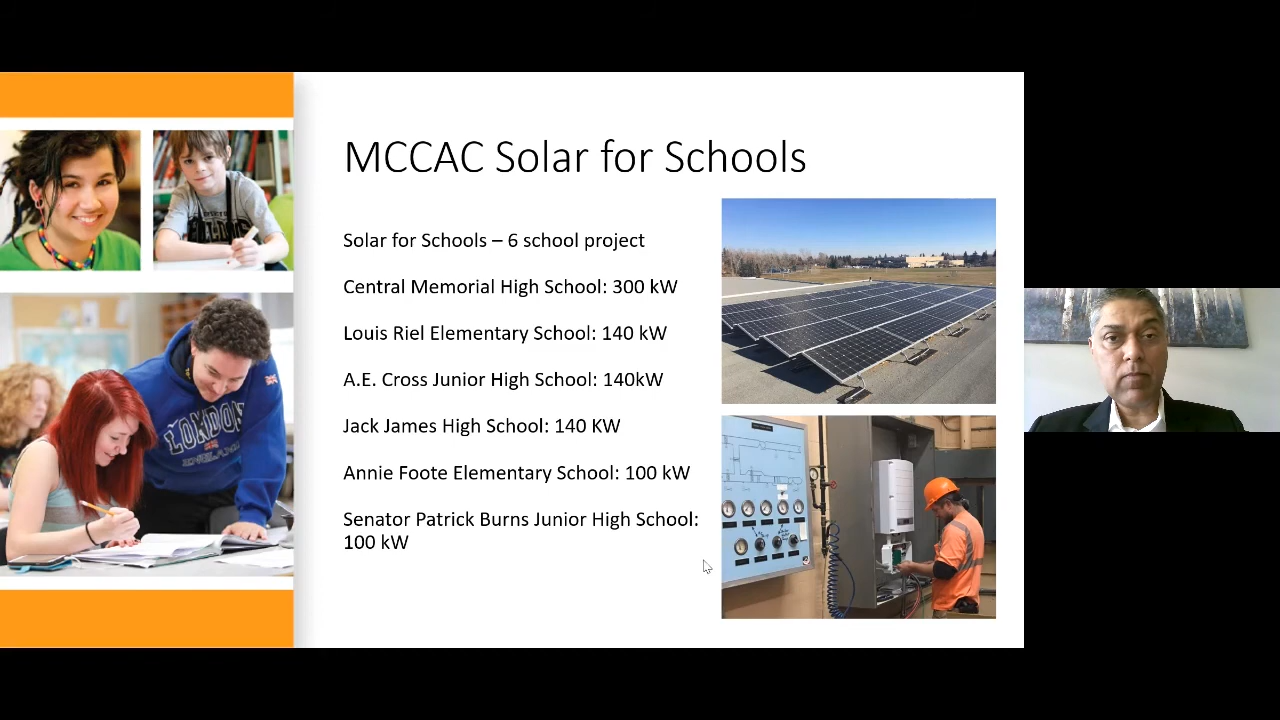 MCCAC Solar for Schools
Solar for Schools – 6 school project
Central Memorial High School: 300 kW
Louis Riel Elementary School: 140 kW
A.E. Cross Junior High School: 140kW
Jack James High School: 140 KW
Annie Foote Elementary School: 100 kW
Senator Patrick Burns Junior High School:
100 kW
LONDON
ENGLAND